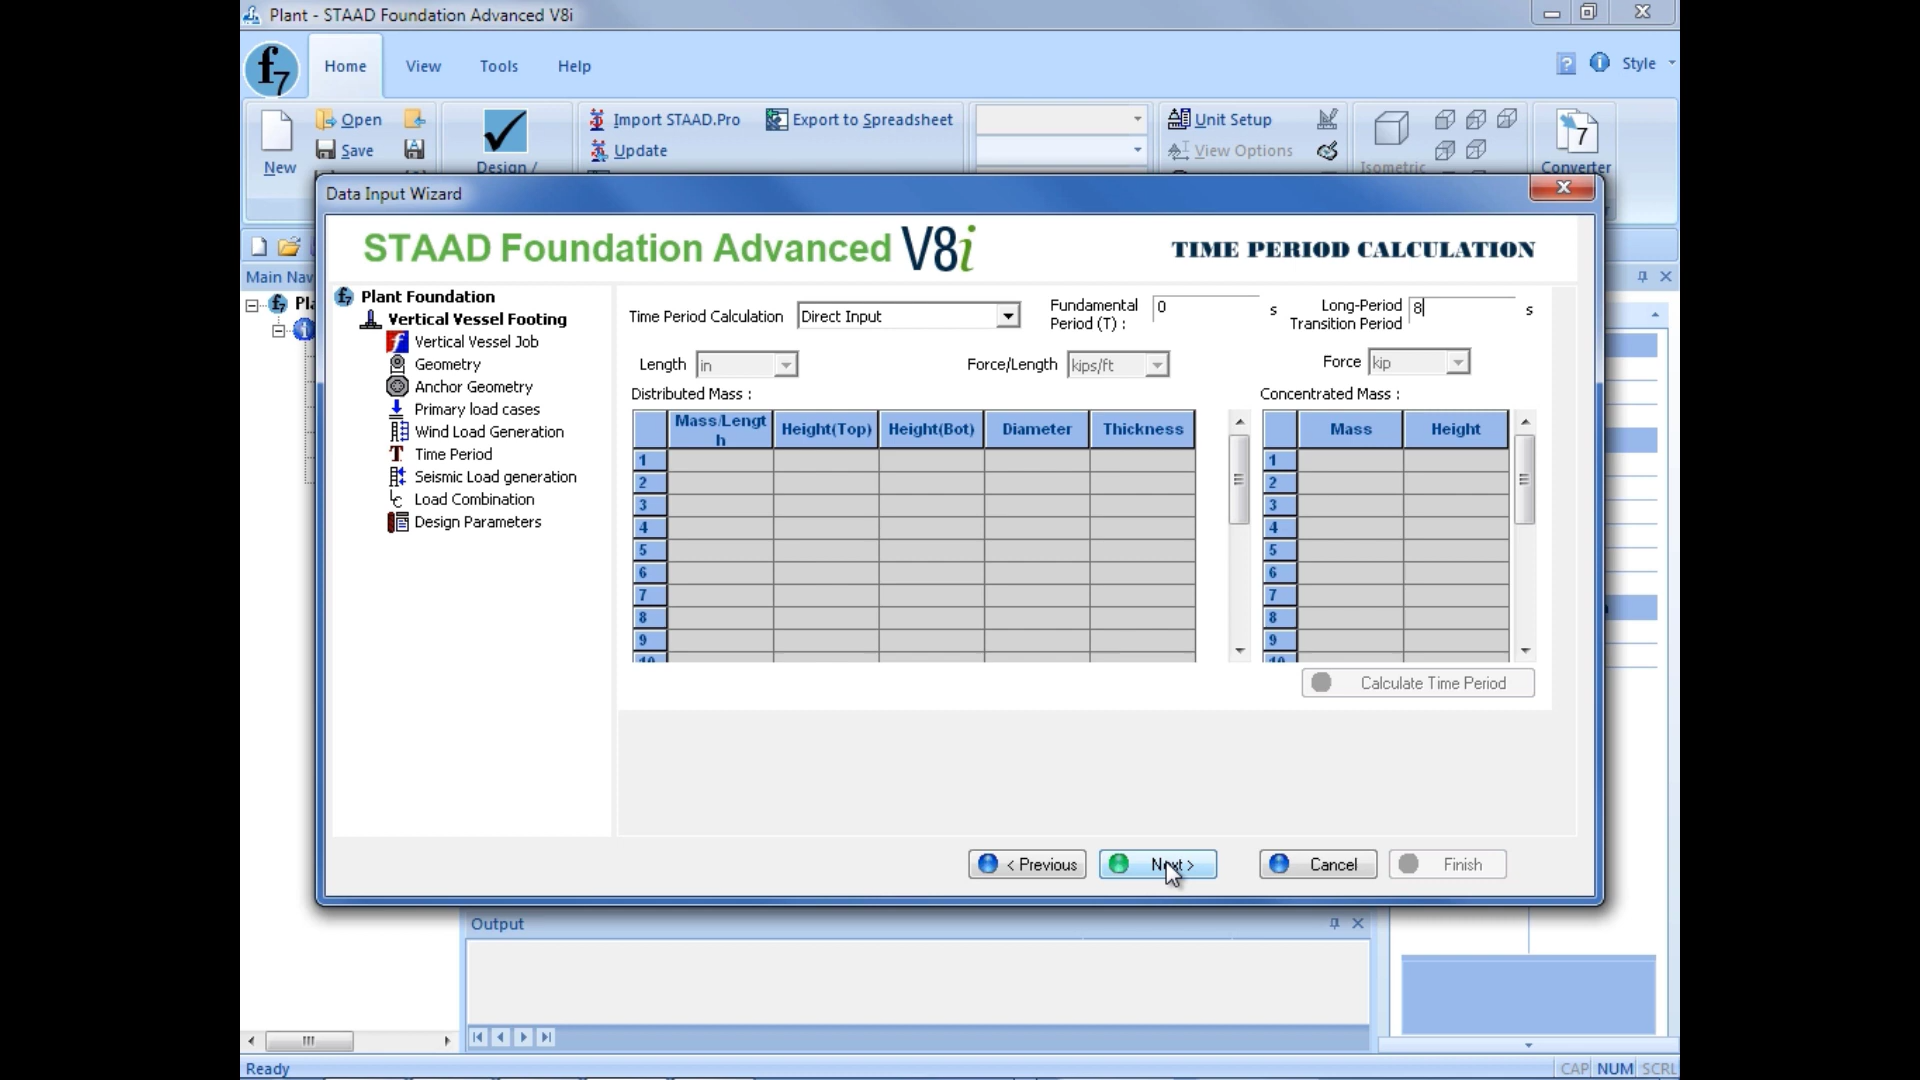 Plant - STAAD Foundation Advanced V8i
Home View Tools Help
Style
Open
Save
New
Design /
Import STAAD.Pro
Export to Spreadsheet
Update
Unit Setup
View Options
Isometric
Converter
Data Input Wizard
STAAD Foundation Advanced V8i
TIME PERIOD CALCULATION
Main Nav
Pl
Plant Foundation
Vertical Vessel Footing
Vertical Vessel Job
Geometry
Anchor Geometry
Primary load cases
Wind Load Generation
Time Period
Seismic Load generation
Load Combination
Design Parameters
Time Period Calculation Direct Input
Fundamental
Period (T) :
0 s
Long-Period
Transition Period
8 s
Length in
Force/Length kips/ft
Force kip
Distributed Mass :
Concentrated Mass :
Mass/Lengt
h
Height(Top) Height(Bot) Diameter Thickness
Mass Height
1 1
2 2
3 3
4 4
5 5
6 6
7 7
8 8
9 9
10 10
Calculate Time Period
< Previous Next > Cancel Finish
Output
Ready
CAP NUM SCRL